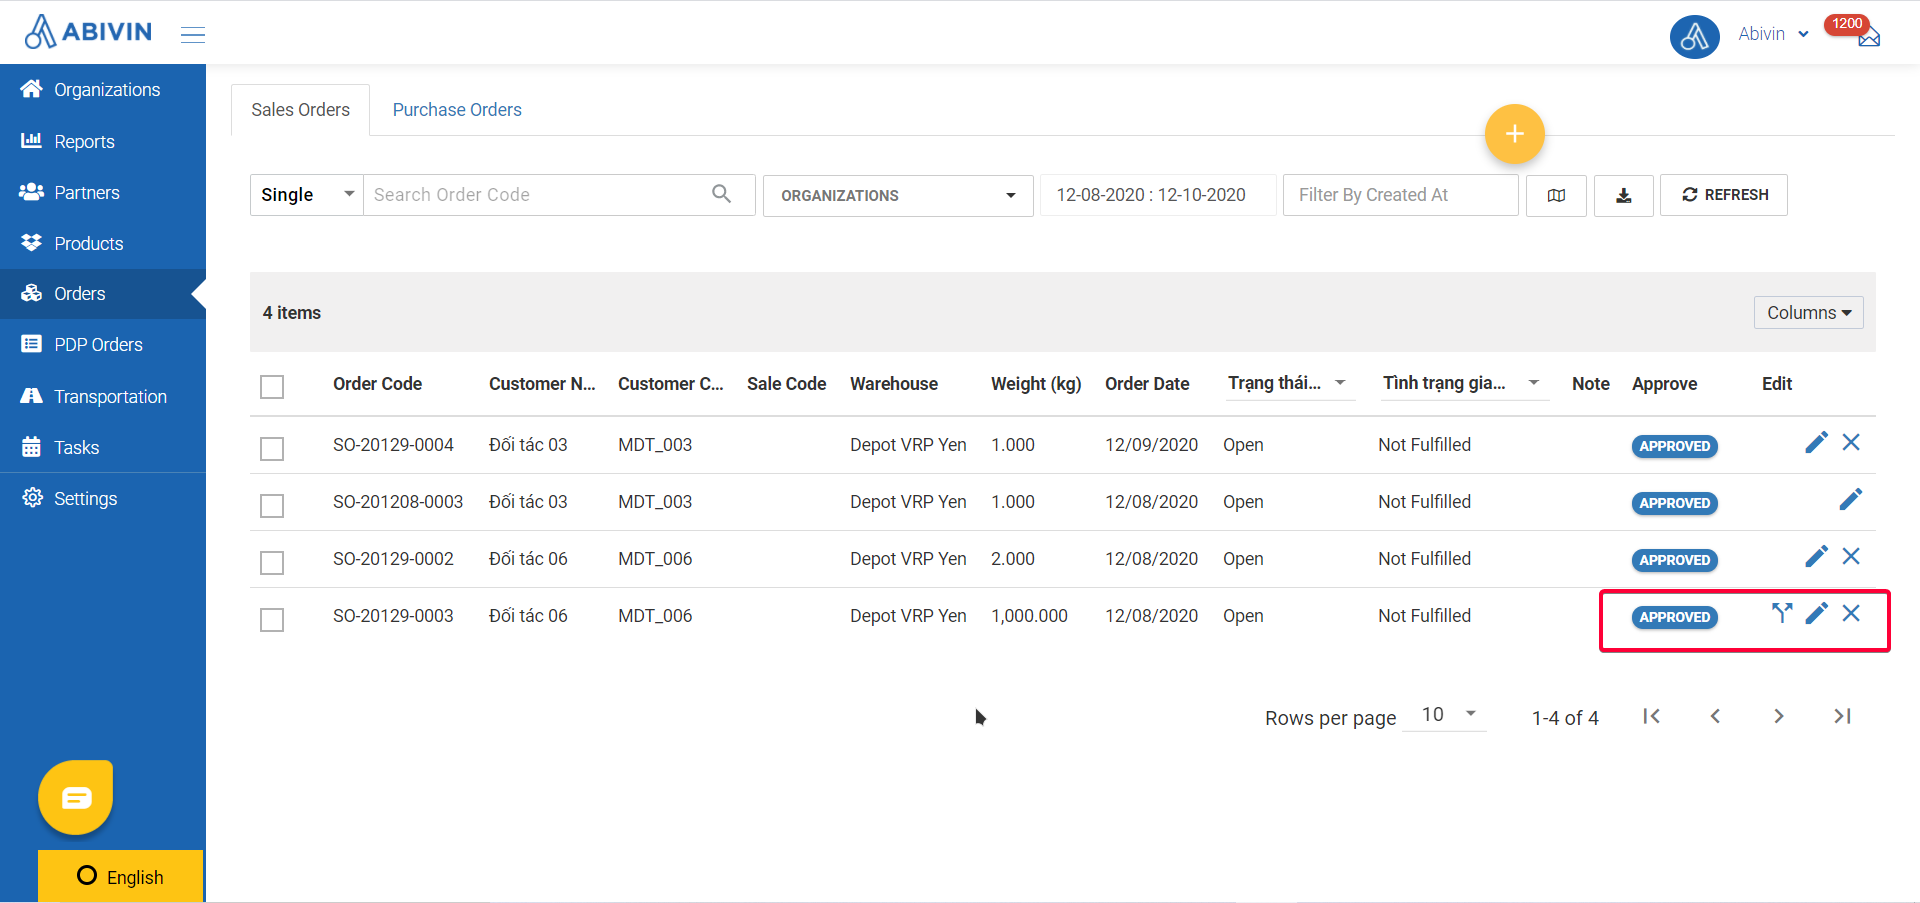 ABIVIN
Abivin
1200
Organizations
Reports
Partners
Products
Orders
PDP Orders
Transportation
Tasks
Settings
English
Sales Orders Purchase Orders
+
Single Search Order Code ORGANIZATIONS 12-08-2020 : 12-10-2020 Filter By Created At REFRESH
4 items Columns
Order Code Customer N... Customer C... Sale Code Warehouse Weight (kg) Order Date Trạng thái... Tình trạng gia... Note Approve Edit
SO-20129-0004 Đối tác 03 MDT_003 Depot VRP Yen 1.000 12/09/2020 Open Not Fulfilled APPROVED
SO-201208-0003 Đối tác 03 MDT_003 Depot VRP Yen 1.000 12/08/2020 Open Not Fulfilled APPROVED
SO-20129-0002 Đối tác 06 MDT_006 Depot VRP Yen 2.000 12/08/2020 Open Not Fulfilled APPROVED
SO-20129-0003 Đối tác 06 MDT_006 Depot VRP Yen 1,000.000 12/08/2020 Open Not Fulfilled APPROVED
Rows per page 10 1-4 of 4